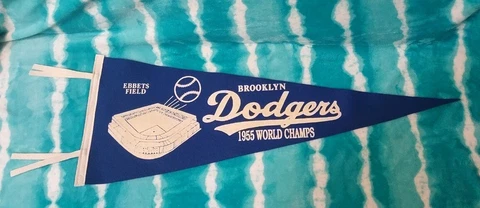 EBBETS
FIELD
BROOKLYN
Dodgers
1955 WORLD CHAMPS